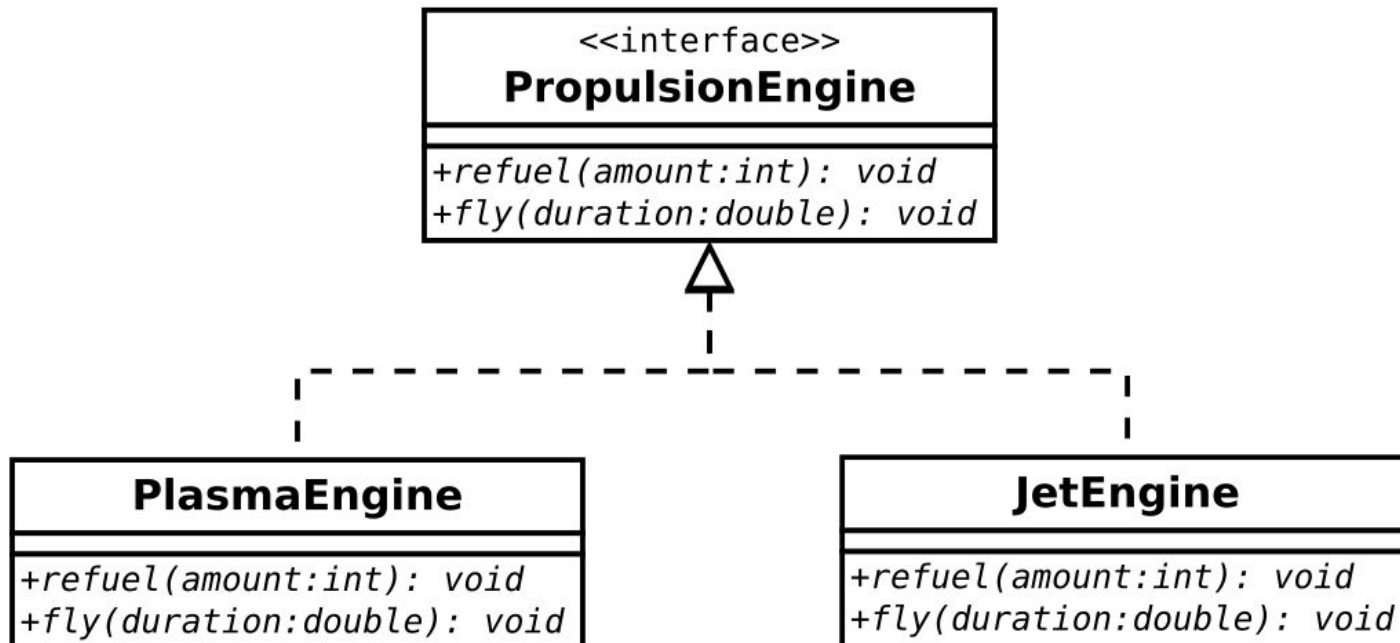 <<interface>>
PropulsionEngine
+refuel(amount:int): void
+fly(duration:double): void
PlasmaEngine
+refuel(amount:int): void
+fly(duration:double): void
JetEngine
+refuel(amount:int): void
+fly(duration:double): void